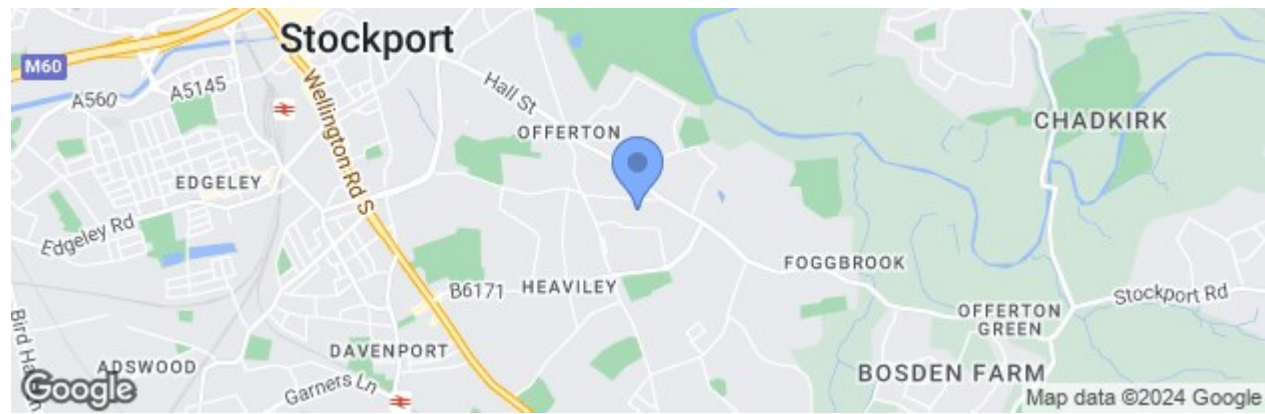 Stockport
M60
A5145
A560
Hall St
Wellington Rd S
OFFERTON
CHADKIRK
EDGELEY
Edgeley Rd
FOGGBROOK
B6171
HEAVILEY
Stockport Rd
OFFERTON
GREEN
Bird Ha
DAVENPORT
ADSWOOD
BOSDEN FARM
Garners Ln
Google
Map data ©2024 Google